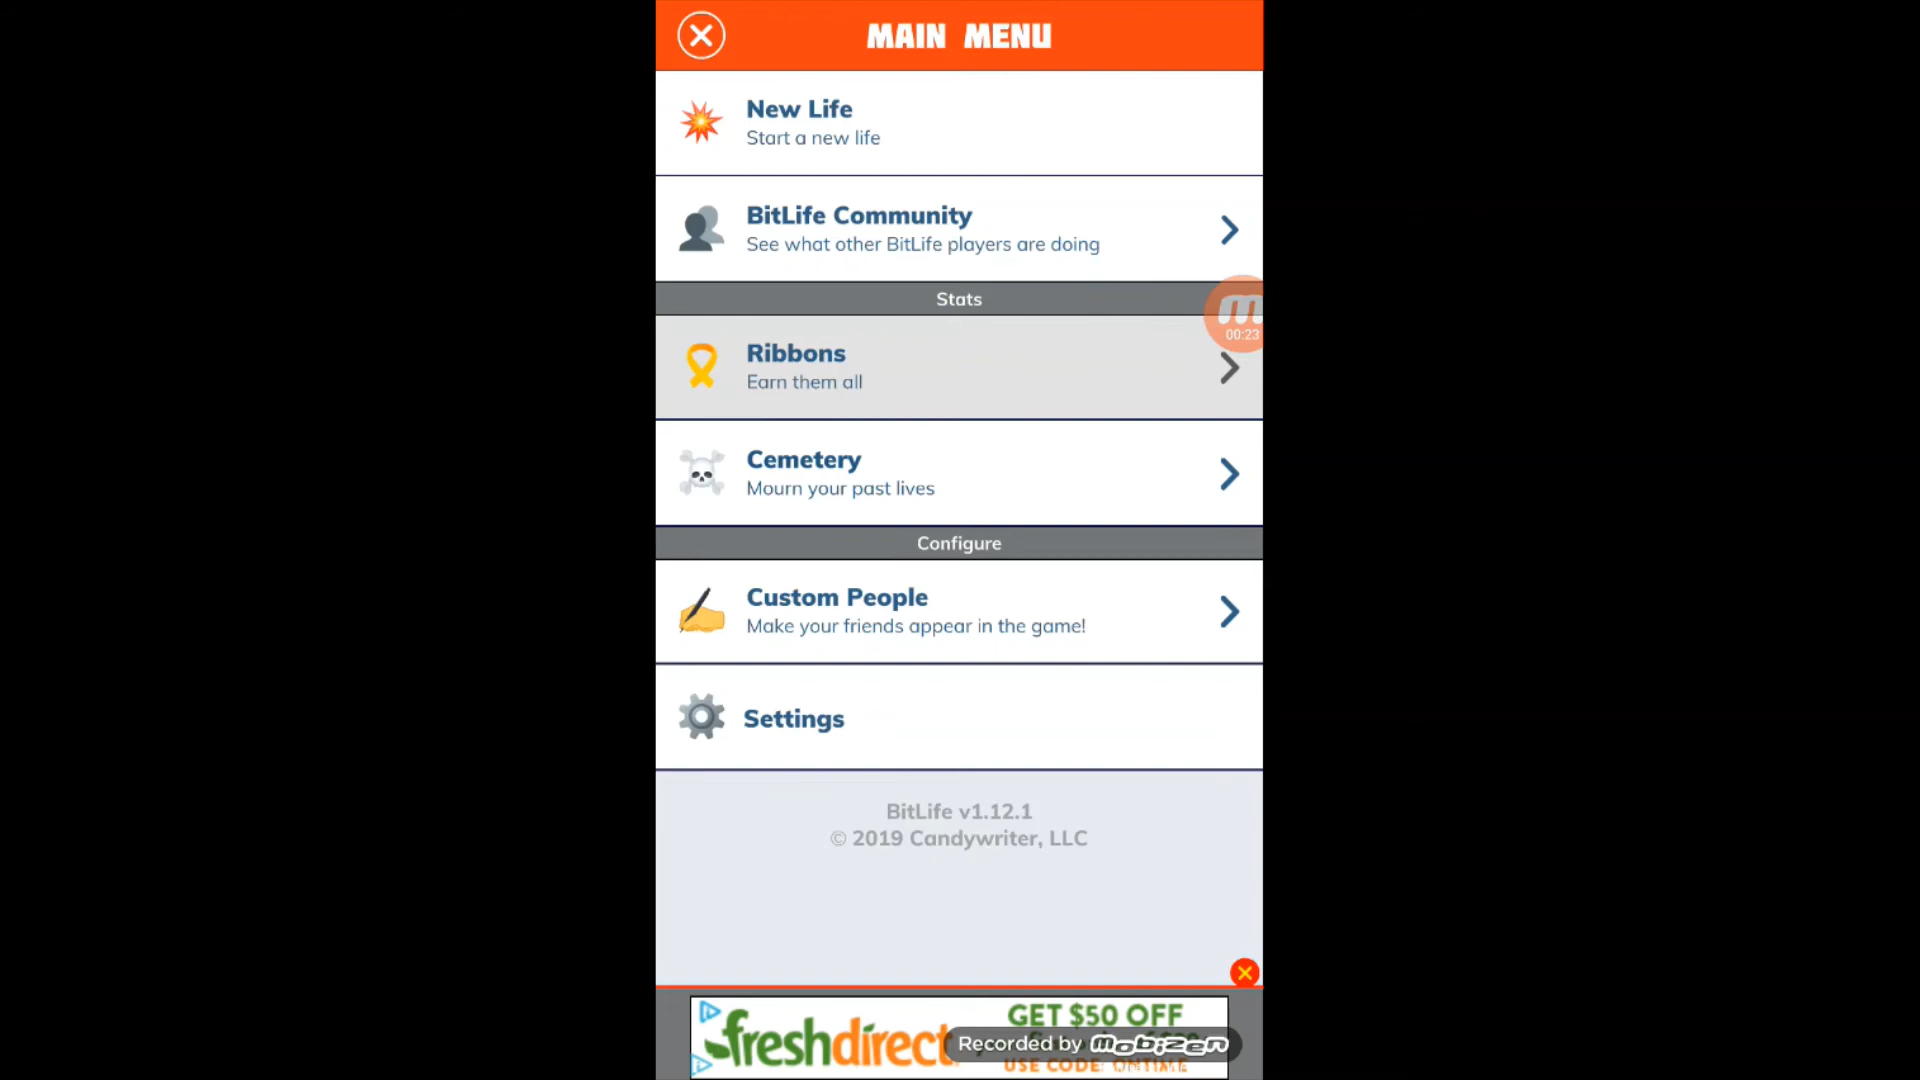 MAIN MENU
New Life
Start a new life
BitLife Community
See what other BitLife players are doing
Stats
00:23
Ribbons
Earn them all
Cemetery
Mourn your past lives
Configure
Custom People
Make your friends appear in the game!
Settings
BitLife v1.12.1
© 2019 Candywriter, LLC
freshdirect
GET $50 OFF
Recorded by mobizen
USE CODE: